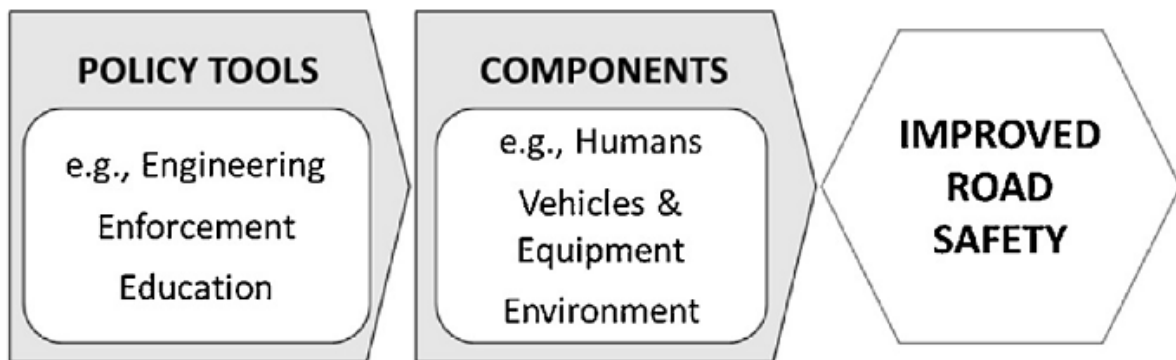 POLICY TOOLS
e.g., Engineering
Enforcement
Education
COMPONENTS
e.g., Humans
Vehicles &
Equipment
Environment
IMPROVED
ROAD
SAFETY